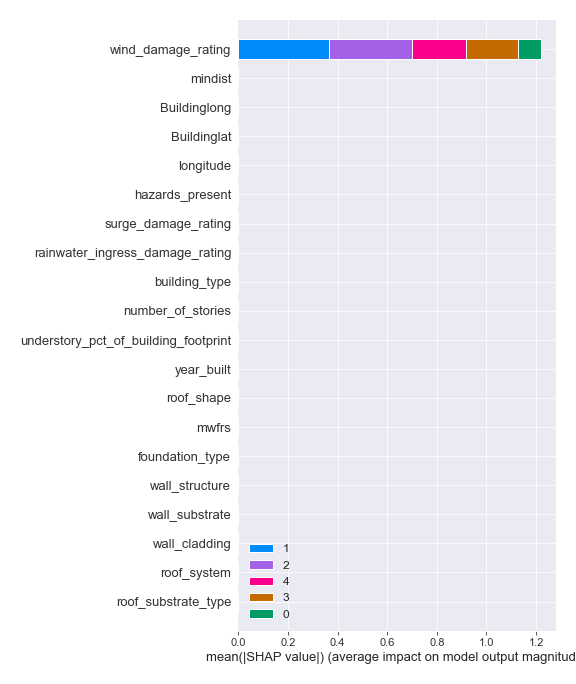 wind_damage_rating
mindist
Buildinglong
Buildinglat
longitude
hazards_present
surge_damage_rating
rainwater_ingress_damage_rating
building_type
number_of_stories
understory_pct_of_building_footprint
year_built
roof_shape
mwfrs
foundation_type
wall_structure
wall_substrate
wall_cladding
roof_system
roof_substrate_type
1
2
4
3
0
0.0 0.2 0.4 0.6 0.8 1.0 1.2
mean(|SHAP value|) (average impact on model output magnitud